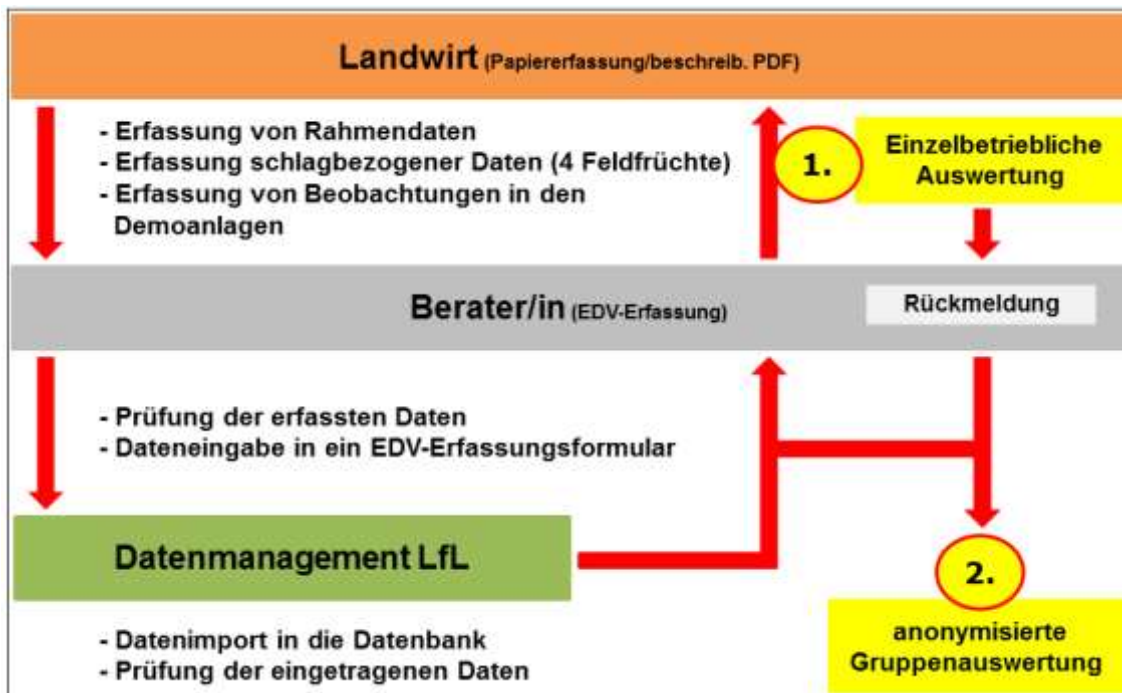 Landwirt (Papiererfassung/beschreib. PDF)
- Erfassung von Rahmendaten
- Erfassung schlagbezogener Daten (4 Feldfrüchte)
- Erfassung von Beobachtungen in den
Demoanlagen
1.
Einzelbetriebliche
Auswertung
Berater/in (EDV-Erfassung)
Rückmeldung
- Prüfung der erfassten Daten
- Dateneingabe in ein EDV-Erfassungsformular
Datenmanagement LfL
2.
- Datenimport in die Datenbank
- Prüfung der eingetragenen Daten
anonymisierte
Gruppenauswertung